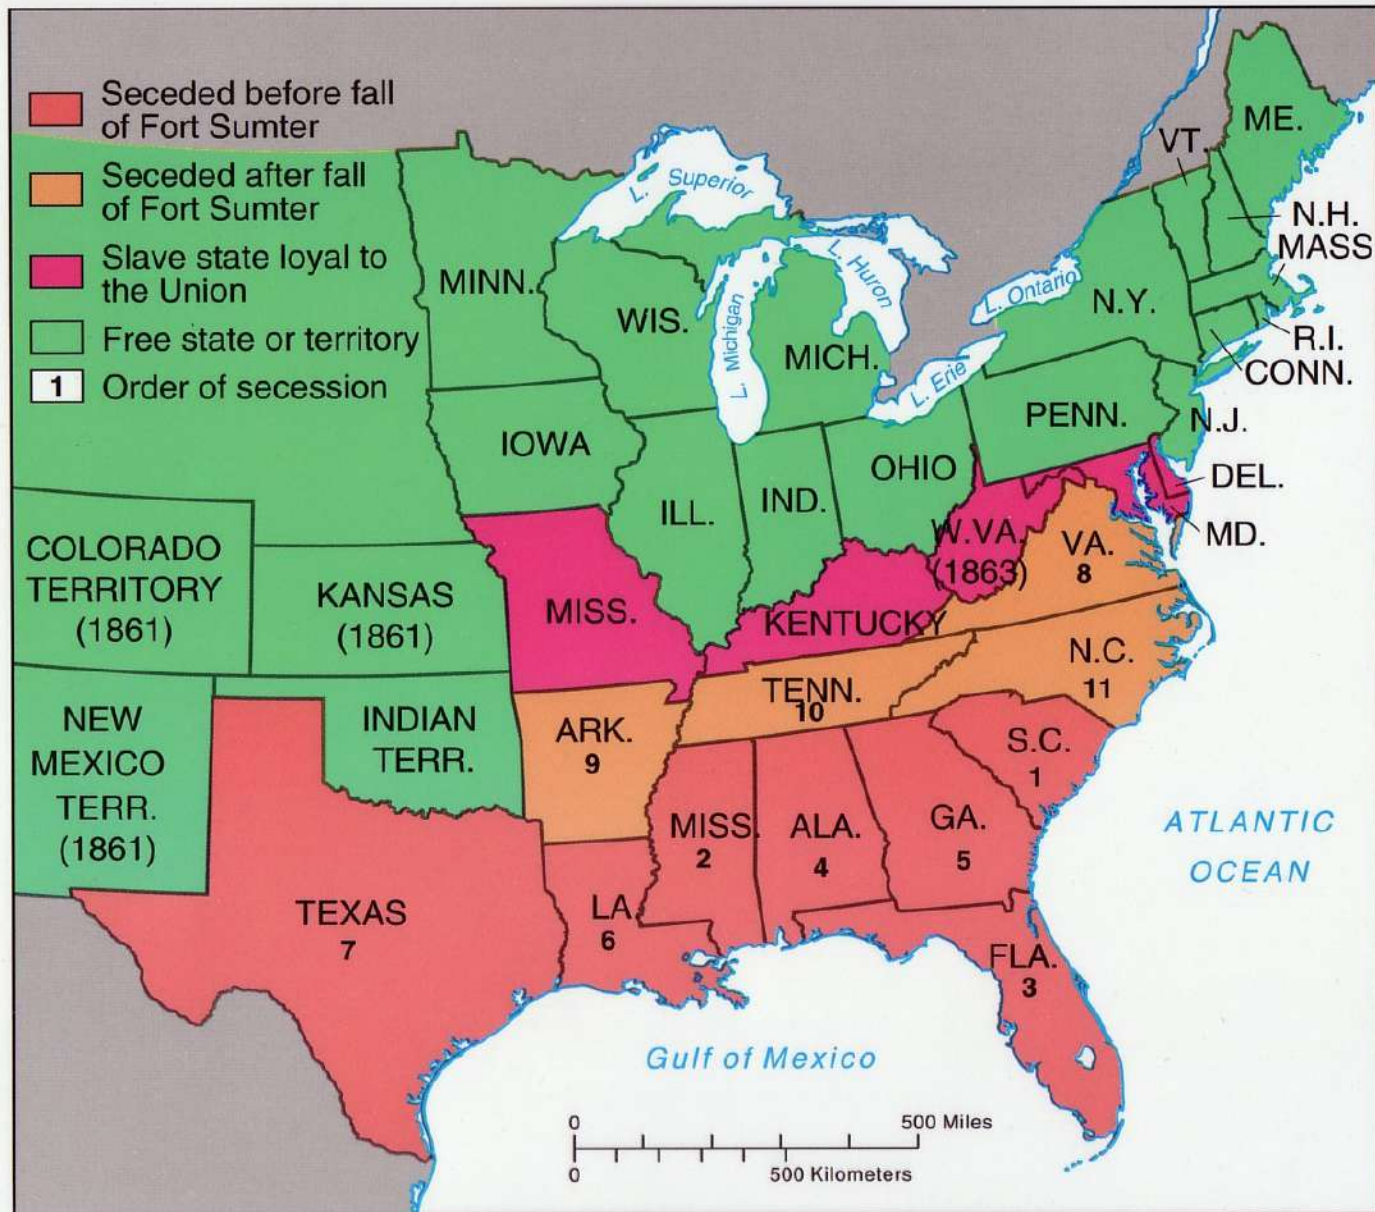 Seceded before fall
of Fort Sumter
Seceded after fall
of Fort Sumter
Slave state loyal to
the Union
Free state or territory
1 Order of secession
L. Superior
L. Huron
L. Michigan
L. Ontario
L. Erie
ME.
VT.
N.H.
MASS
R.I.
CONN.
N.Y.
MINN.
WIS.
MICH.
PENN.
N.J.
IOWA
OHIO
ILL.
IND.
DEL.
MD.
W.VA.
(1863)
VA.
8
COLORADO
TERRITORY
(1861)
KANSAS
(1861)
MISS.
KENTUCKY
N.C.
11
TENN.
10
NEW
MEXICO
TERR.
(1861)
INDIAN
TERR.
ARK.
9
S.C.
1
MISS.
2
ALA.
4
GA.
5
ATLANTIC
OCEAN
TEXAS
7
LA
6
FLA.
3
Gulf of Mexico
0 500 Miles
0 500 Kilometers